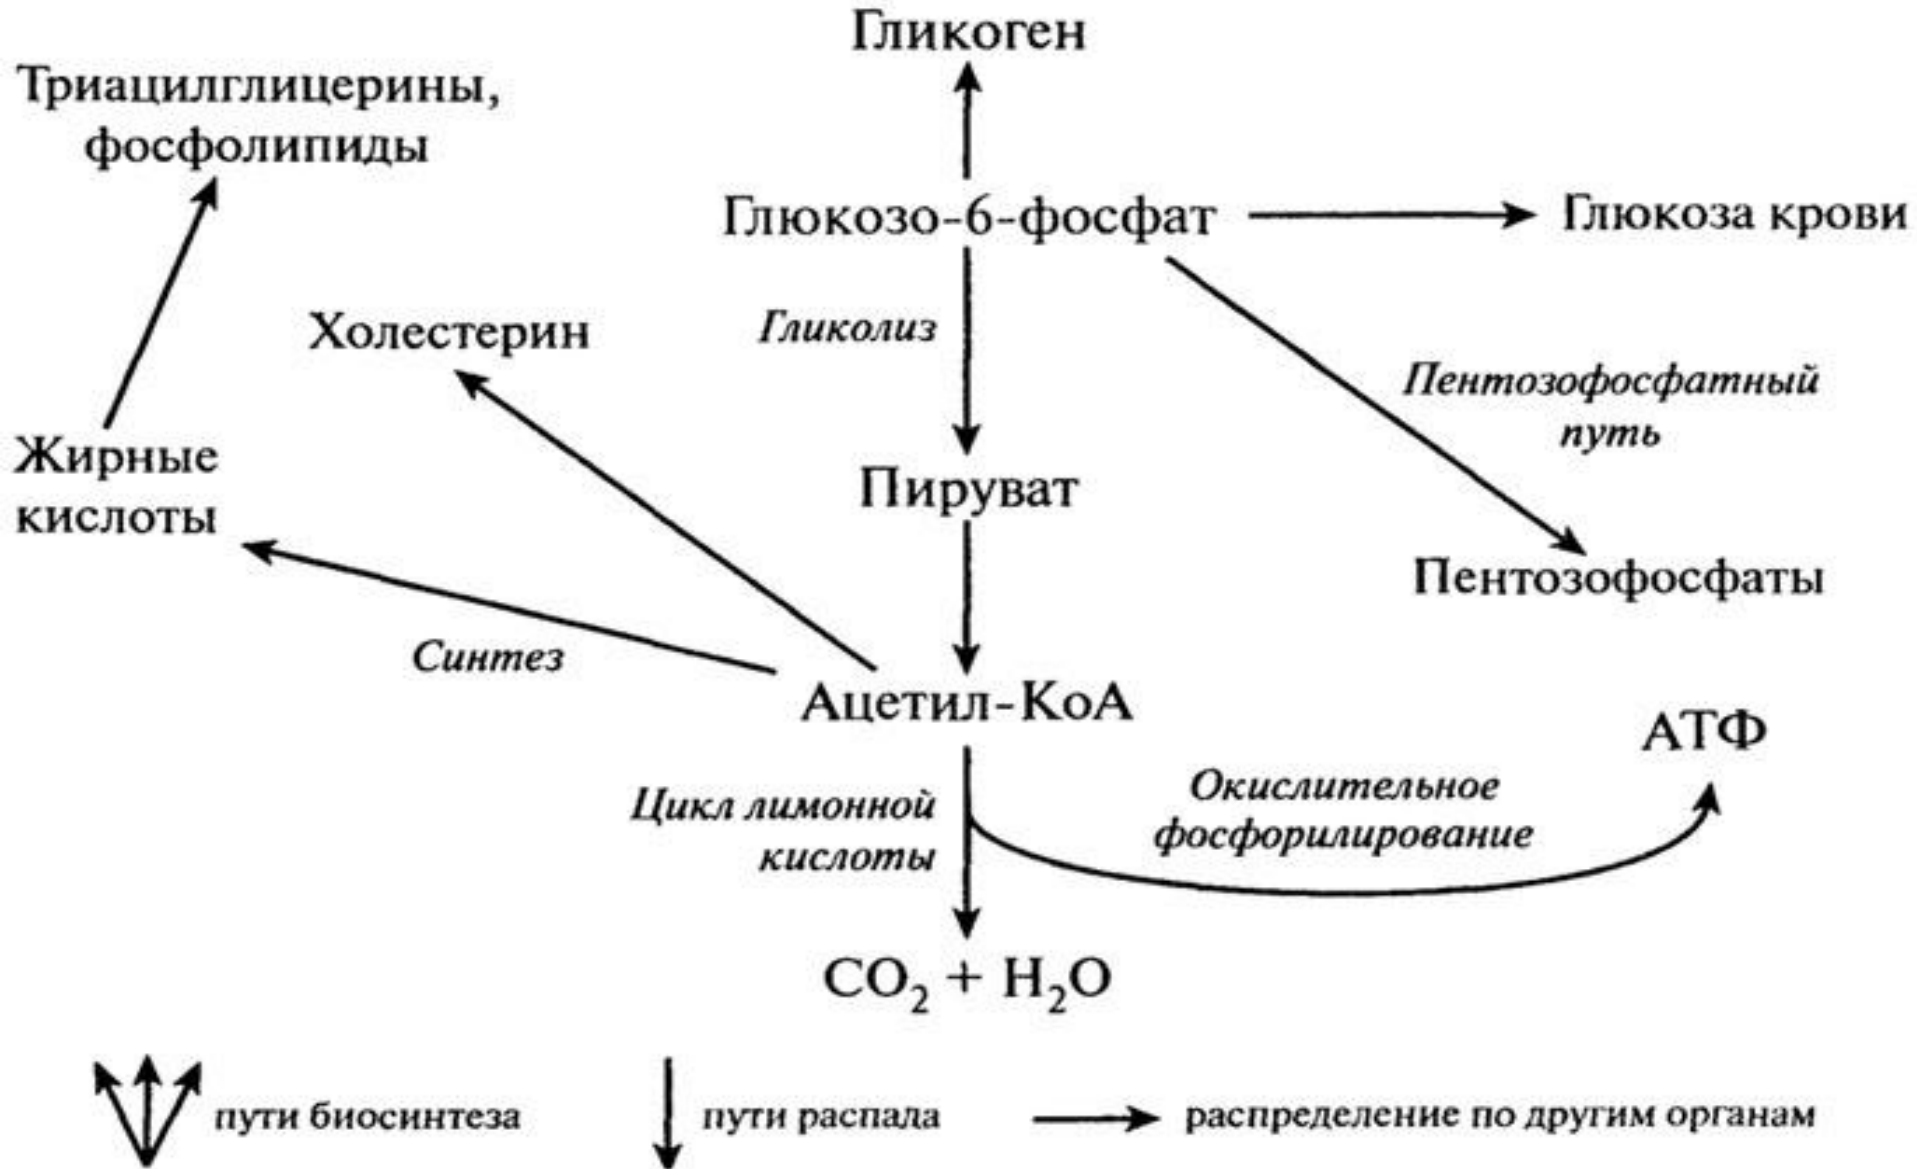 Гликоген
Триацилглицерины,
фосфолипиды
Глюкозо-6-фосфат
Глюкоза крови
Холестерин
Гликолиз
Пентозофосфатный
путь
Жирные
кислоты
Пируват
Пентозофосфаты
Синтез
Ацетил-КоА
АТФ
Цикл лимонной
кислоты
Окислительное
фосфорилирование
CO₂ + H₂O
пути биосинтеза
пути распада
распределение по другим органам